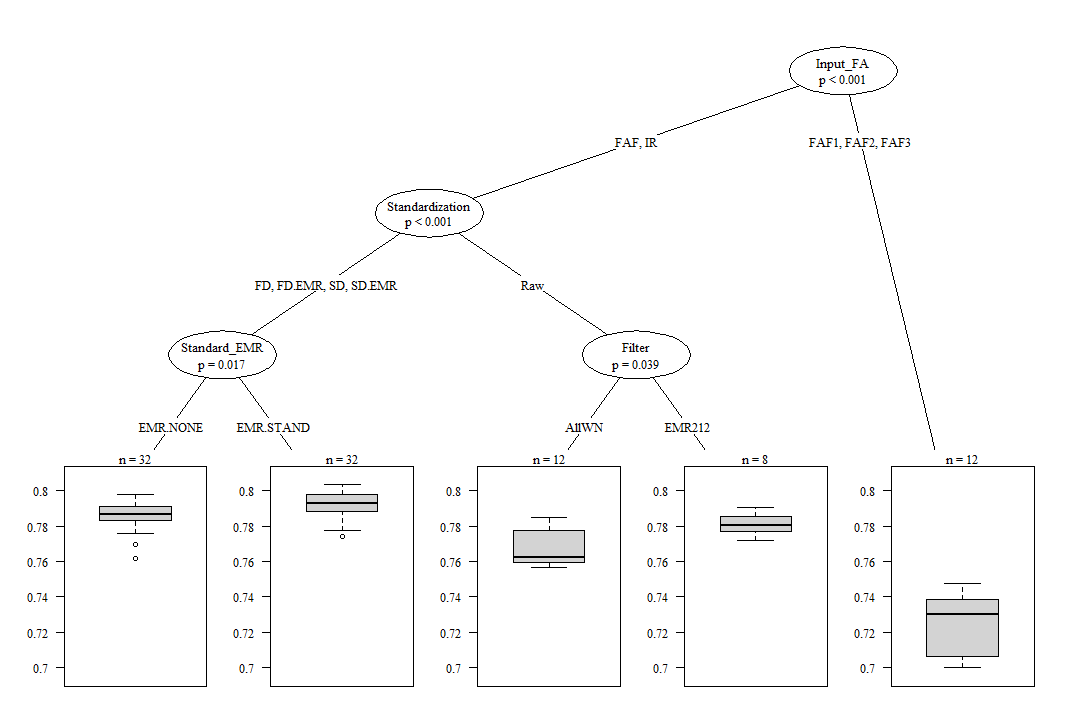 Input_FA
p < 0.001
FAF, IR
FAF1, FAF2, FAF3
Standardization
p < 0.001
FD, FD.EMR, SD, SD.EMR
Raw
Standard_EMR
p = 0.017
Filter
p = 0.039
EMR.NONE
EMR.STAND
AllWN
EMR212
n = 32
n = 32
n = 12
n = 8
n = 12
0.8
0.78
0.76
0.74
0.72
0.7
0.8
0.78
0.76
0.74
0.72
0.7
0.8
0.78
0.76
0.74
0.72
0.7
0.8
0.78
0.76
0.74
0.72
0.7
0.8
0.78
0.76
0.74
0.72
0.7